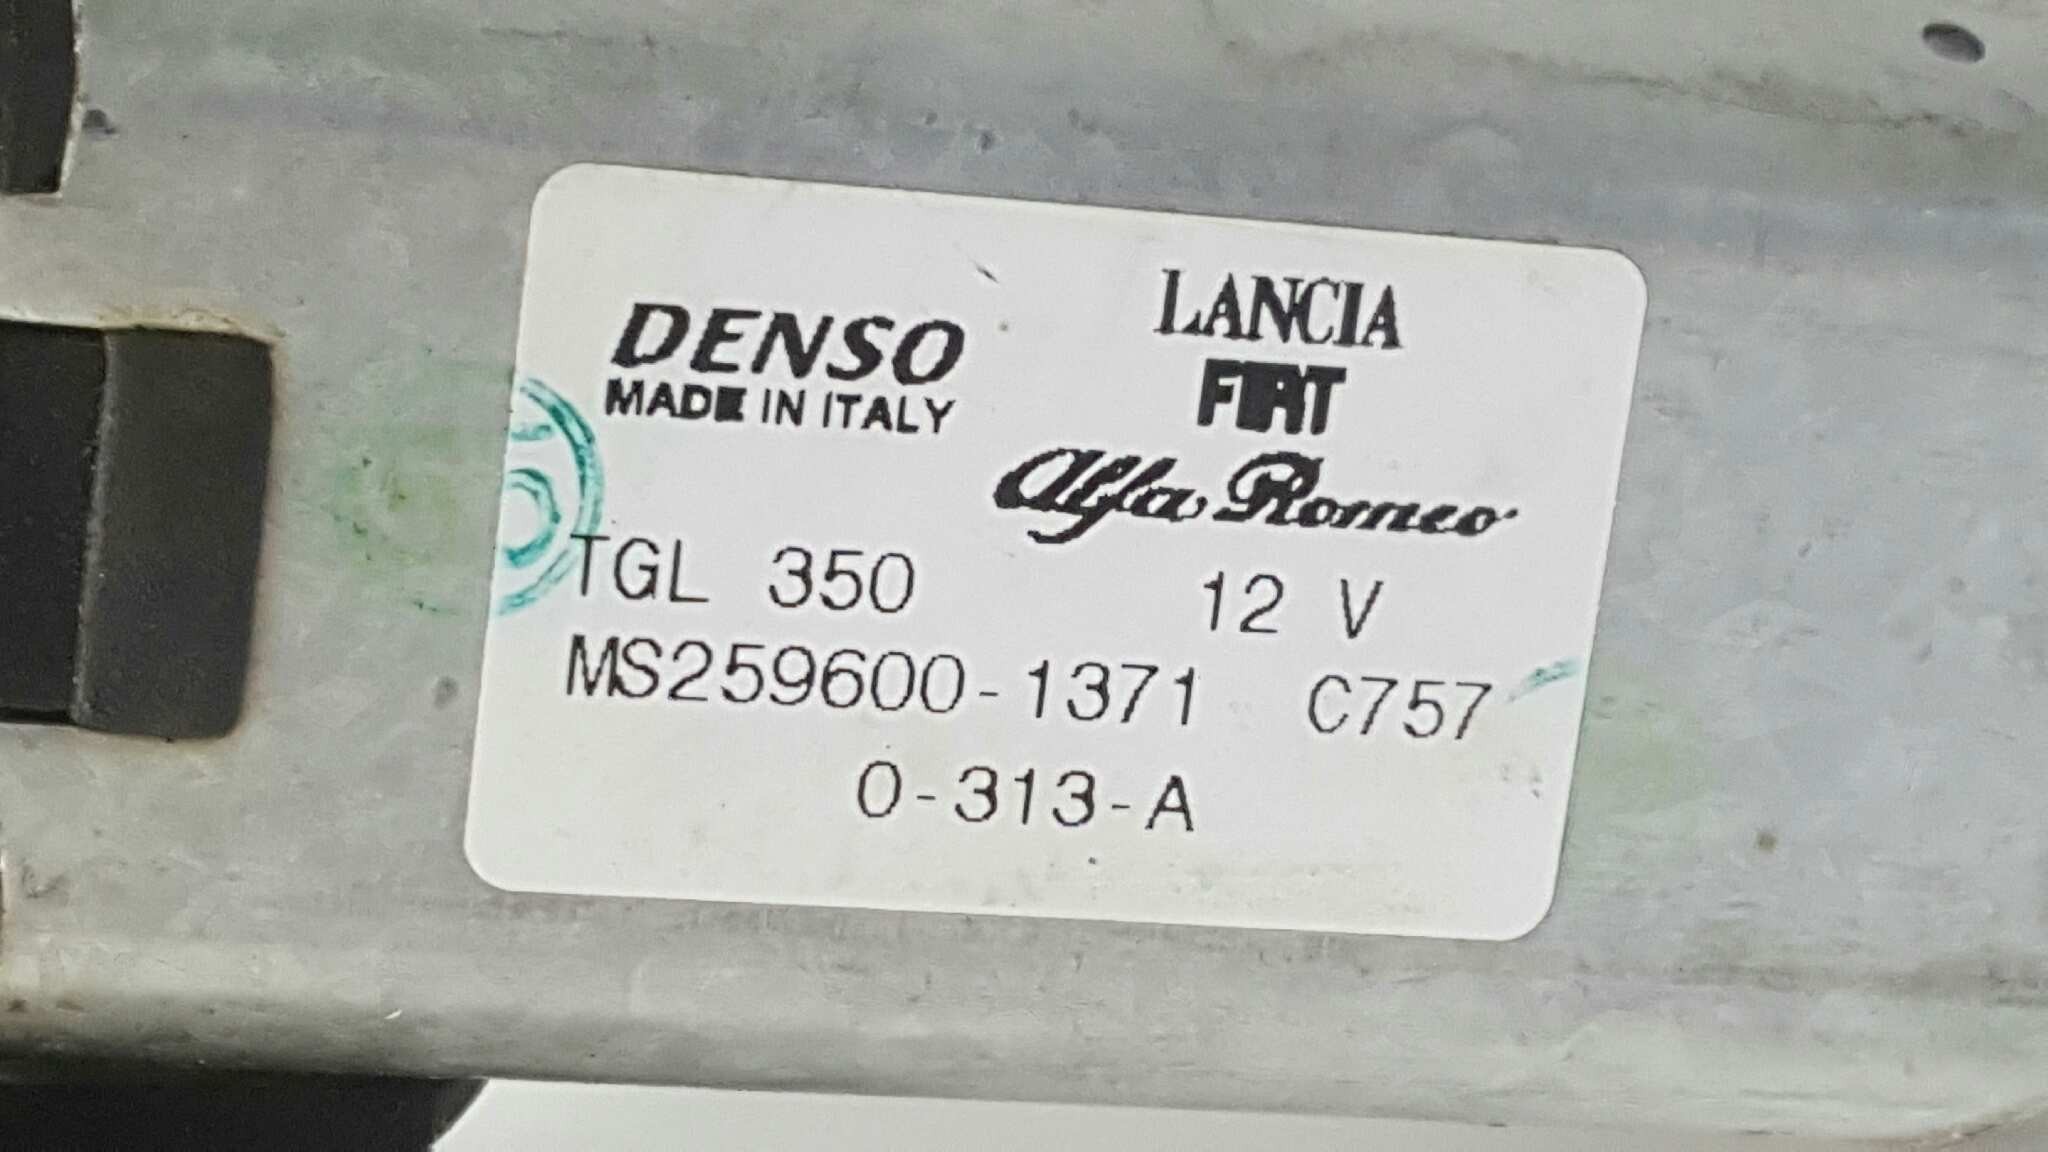 DENSO
MADE IN ITALY
LANCIA
FIAT
Alfa Romeo
TGL 350 12 V
MS259600-1371 C757
0-313-A